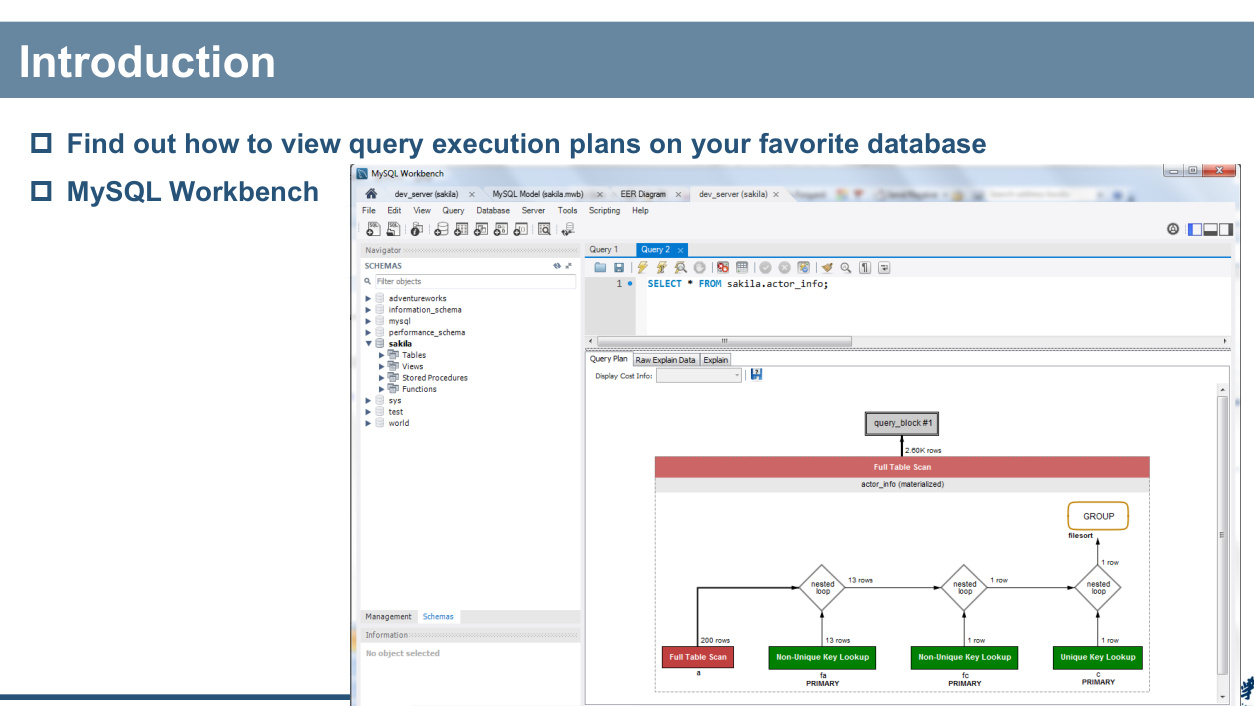 Introduction
Find out how to view query execution plans on your favorite database
MySQL Workbench
MySQL Workbench
dev_server (sakila)
MySQL Model (sakila.mwb)
EER Diagram
dev_server (sakila)
File Edit View Query Database Server Tools Scripting Help
Navigator
SCHEMAS
Filter objects
adventureworks
information_schema
mysql
performance_schema
sakila
Tables
Views
Stored Procedures
Functions
sys
test
world
Management Schemas
Information
No object selected
Query 1
Query 2
1 SELECT * FROM sakila.actor_info;
Query Plan Raw Explain Data Explain
Display Cost Info:
query_block #1
2.60K rows
Full Table Scan
actor_info (materialized)
GROUP
filesort
1 row
nested
loop
13 rows
nested
loop
1 row
nested
loop
200 rows
13 rows
1 row
1 row
Full Table Scan
Non-Unique Key Lookup
Non-Unique Key Lookup
Unique Key Lookup
a
fa
PRIMARY
fc
PRIMARY
c
PRIMARY